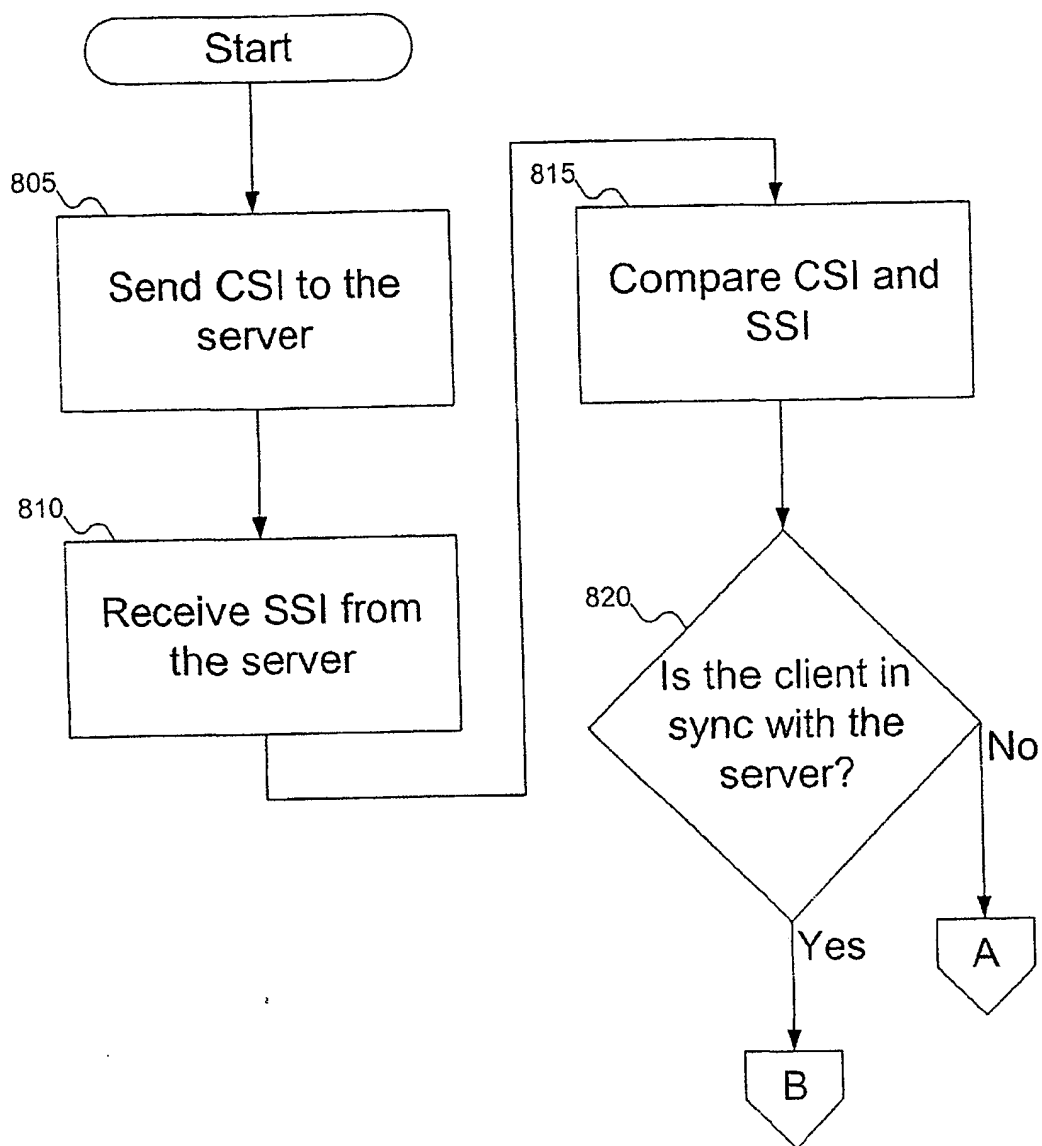 Start
805
Send CSI to the
server
810
Receive SSI from
the server
815
Compare CSI and
SSI
820
Is the client in
sync with the
server?
No
Yes
A
B